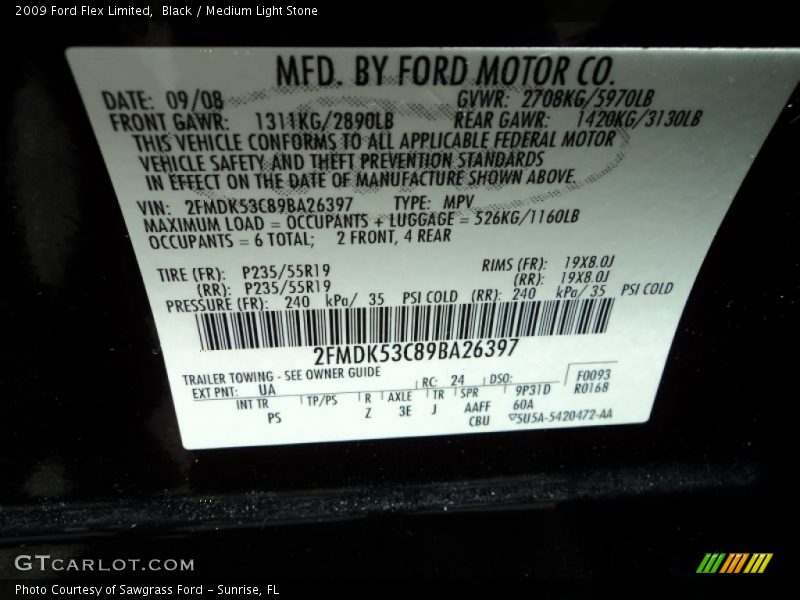 2009 Ford Flex Limited,  Black / Medium Light Stone
MFD. BY FORD MOTOR CO.
DATE: 09/08 GVWR: 2708KG/5970LB
FRONT GAWR: 1311KG/2890LB REAR GAWR: 1420KG/3130LB
THIS VEHICLE CONFORMS TO ALL APPLICABLE FEDERAL MOTOR
VEHICLE SAFETY AND THEFT PREVENTION STANDARDS
IN EFFECT ON THE DATE OF MANUFACTURE SHOWN ABOVE.
VIN: 2FMDK53C89BA26397 TYPE: MPV
MAXIMUM LOAD = OCCUPANTS + LUGGAGE = 526KG/1160LB
OCCUPANTS = 6 TOTAL; 2 FRONT, 4 REAR
TIRE (FR): P235/55R19 RIMS (FR): 19X8.0J
(RR): P235/55R19 (RR): 19X8.0J
PRESSURE (FR): 240 kPa/ 35 PSI COLD (RR): 240 kPa/ 35 PSI COLD
2FMDK53C89BA26397
TRAILER TOWING - SEE OWNER GUIDE
EXT PNT: UA RC: 24 DSO: F0093
INT TR TP/PS R AXLE TR SPR 9P31D R0168
PS Z 3E J AAFF 60A
CBU ▽5U5A-5420472-AA
GTCARLOT.COM
Photo Courtesy of Sawgrass Ford – Sunrise, FL